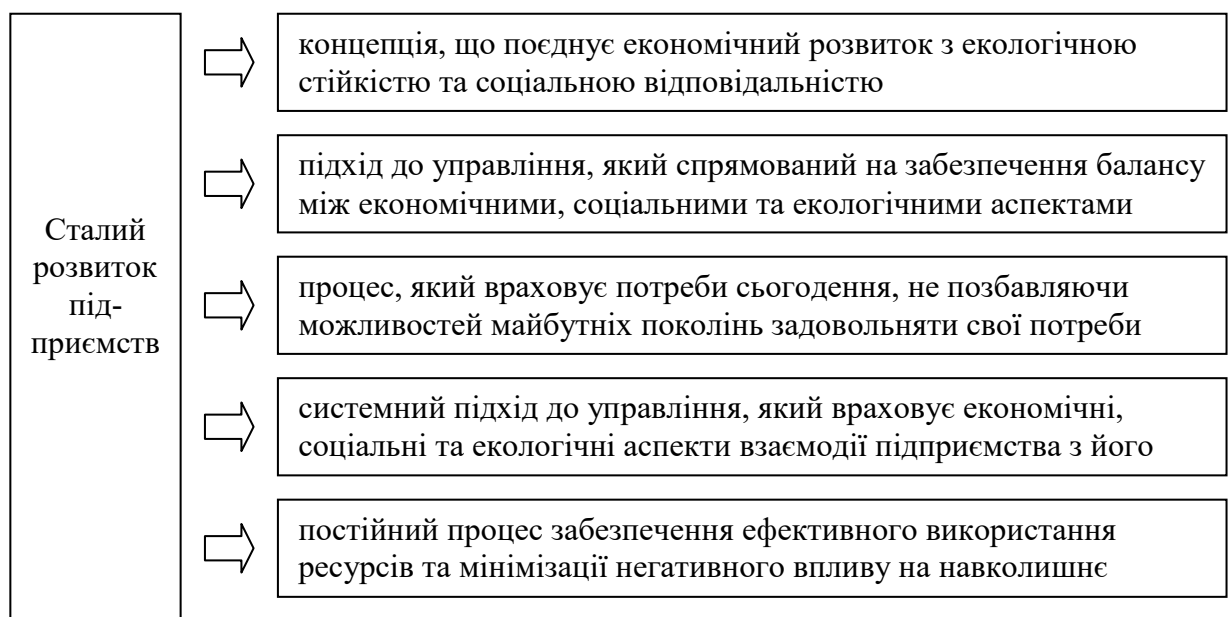 Сталий
розвиток
під-
приємств
концепція, що поєднує економічний розвиток з екологічною
стійкістю та соціальною відповідальністю
підхід до управління, який спрямований на забезпечення балансу
між економічними, соціальними та екологічними аспектами
процес, який враховує потреби сьогодення, не позбавляючи
можливостей майбутніх поколінь задовольняти свої потреби
системний підхід до управління, який враховує економічні,
соціальні та екологічні аспекти взаємодії підприємства з його
постійний процес забезпечення ефективного використання
ресурсів та мінімізації негативного впливу на навколишнє